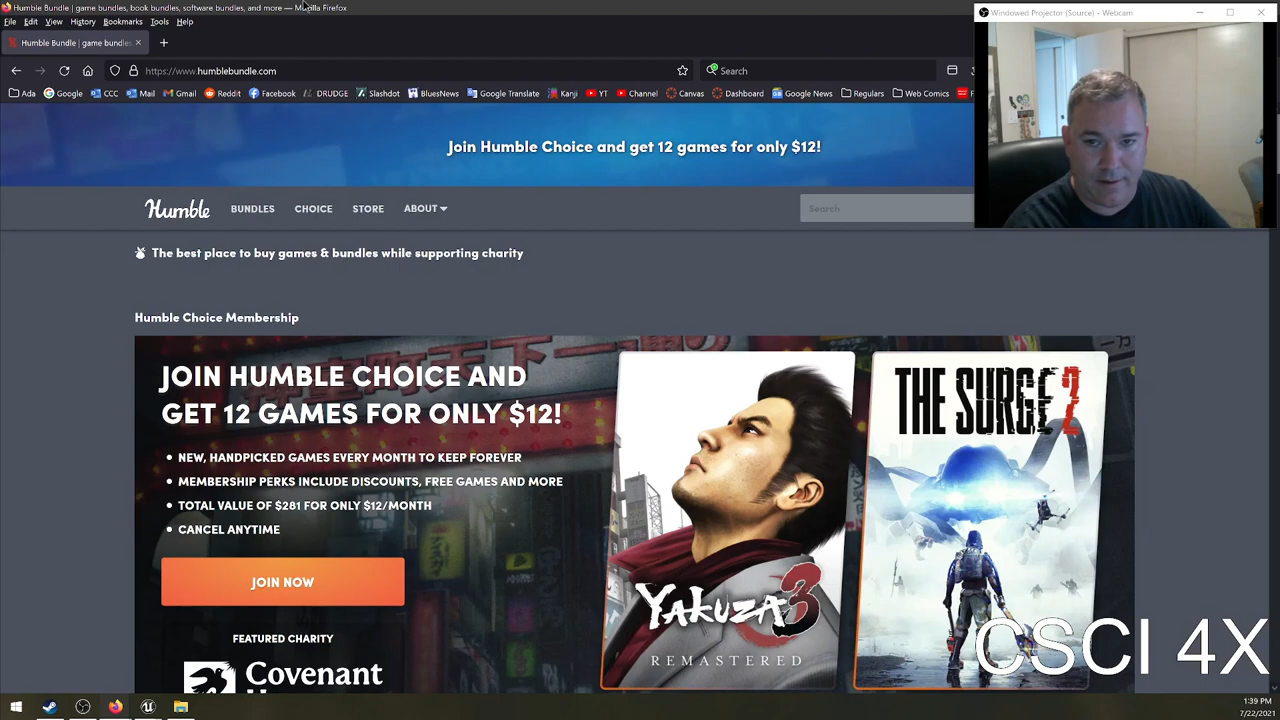 Humble Bundle | game bundles, book bundles, software bundles, and more — M
Windowed Projector (Source) - Webcam
File Edit View History Bookmarks Tools Help
Humble Bundle | game bundle
https://www.humblebundle.com
Search
Ada Google CCC Mail Gmail Reddit DRUDGE UselessNews Google Translate Kanji YT Channel Canvas Dashboard Google News Regulars Web Comics
Join Humble Choice and get 12 games for only $12!
Humble BUNDLES CHOICE STORE ABOUT Search
The best place to buy games & bundles while supporting charity
Humble Choice Membership
JOIN HUMBLE CHOICE AND
GET 12 GAMES FOR ONLY $12!
NEW, HANDPICKED GAMES EVERY MONTH TO KEEP FOREVER
MEMBERSHIP PERKS INCLUDE DISCOUNTS, FREE GAMES AND MORE
TOTAL VALUE OF $281 FOR ONLY $12/MONTH
CANCEL ANYTIME
JOIN NOW
FEATURED CHARITY
Covenant
YAKUZA 3
REMASTERED
THE SURGE 2
CSCI 4X
1:39 PM
7/22/2021